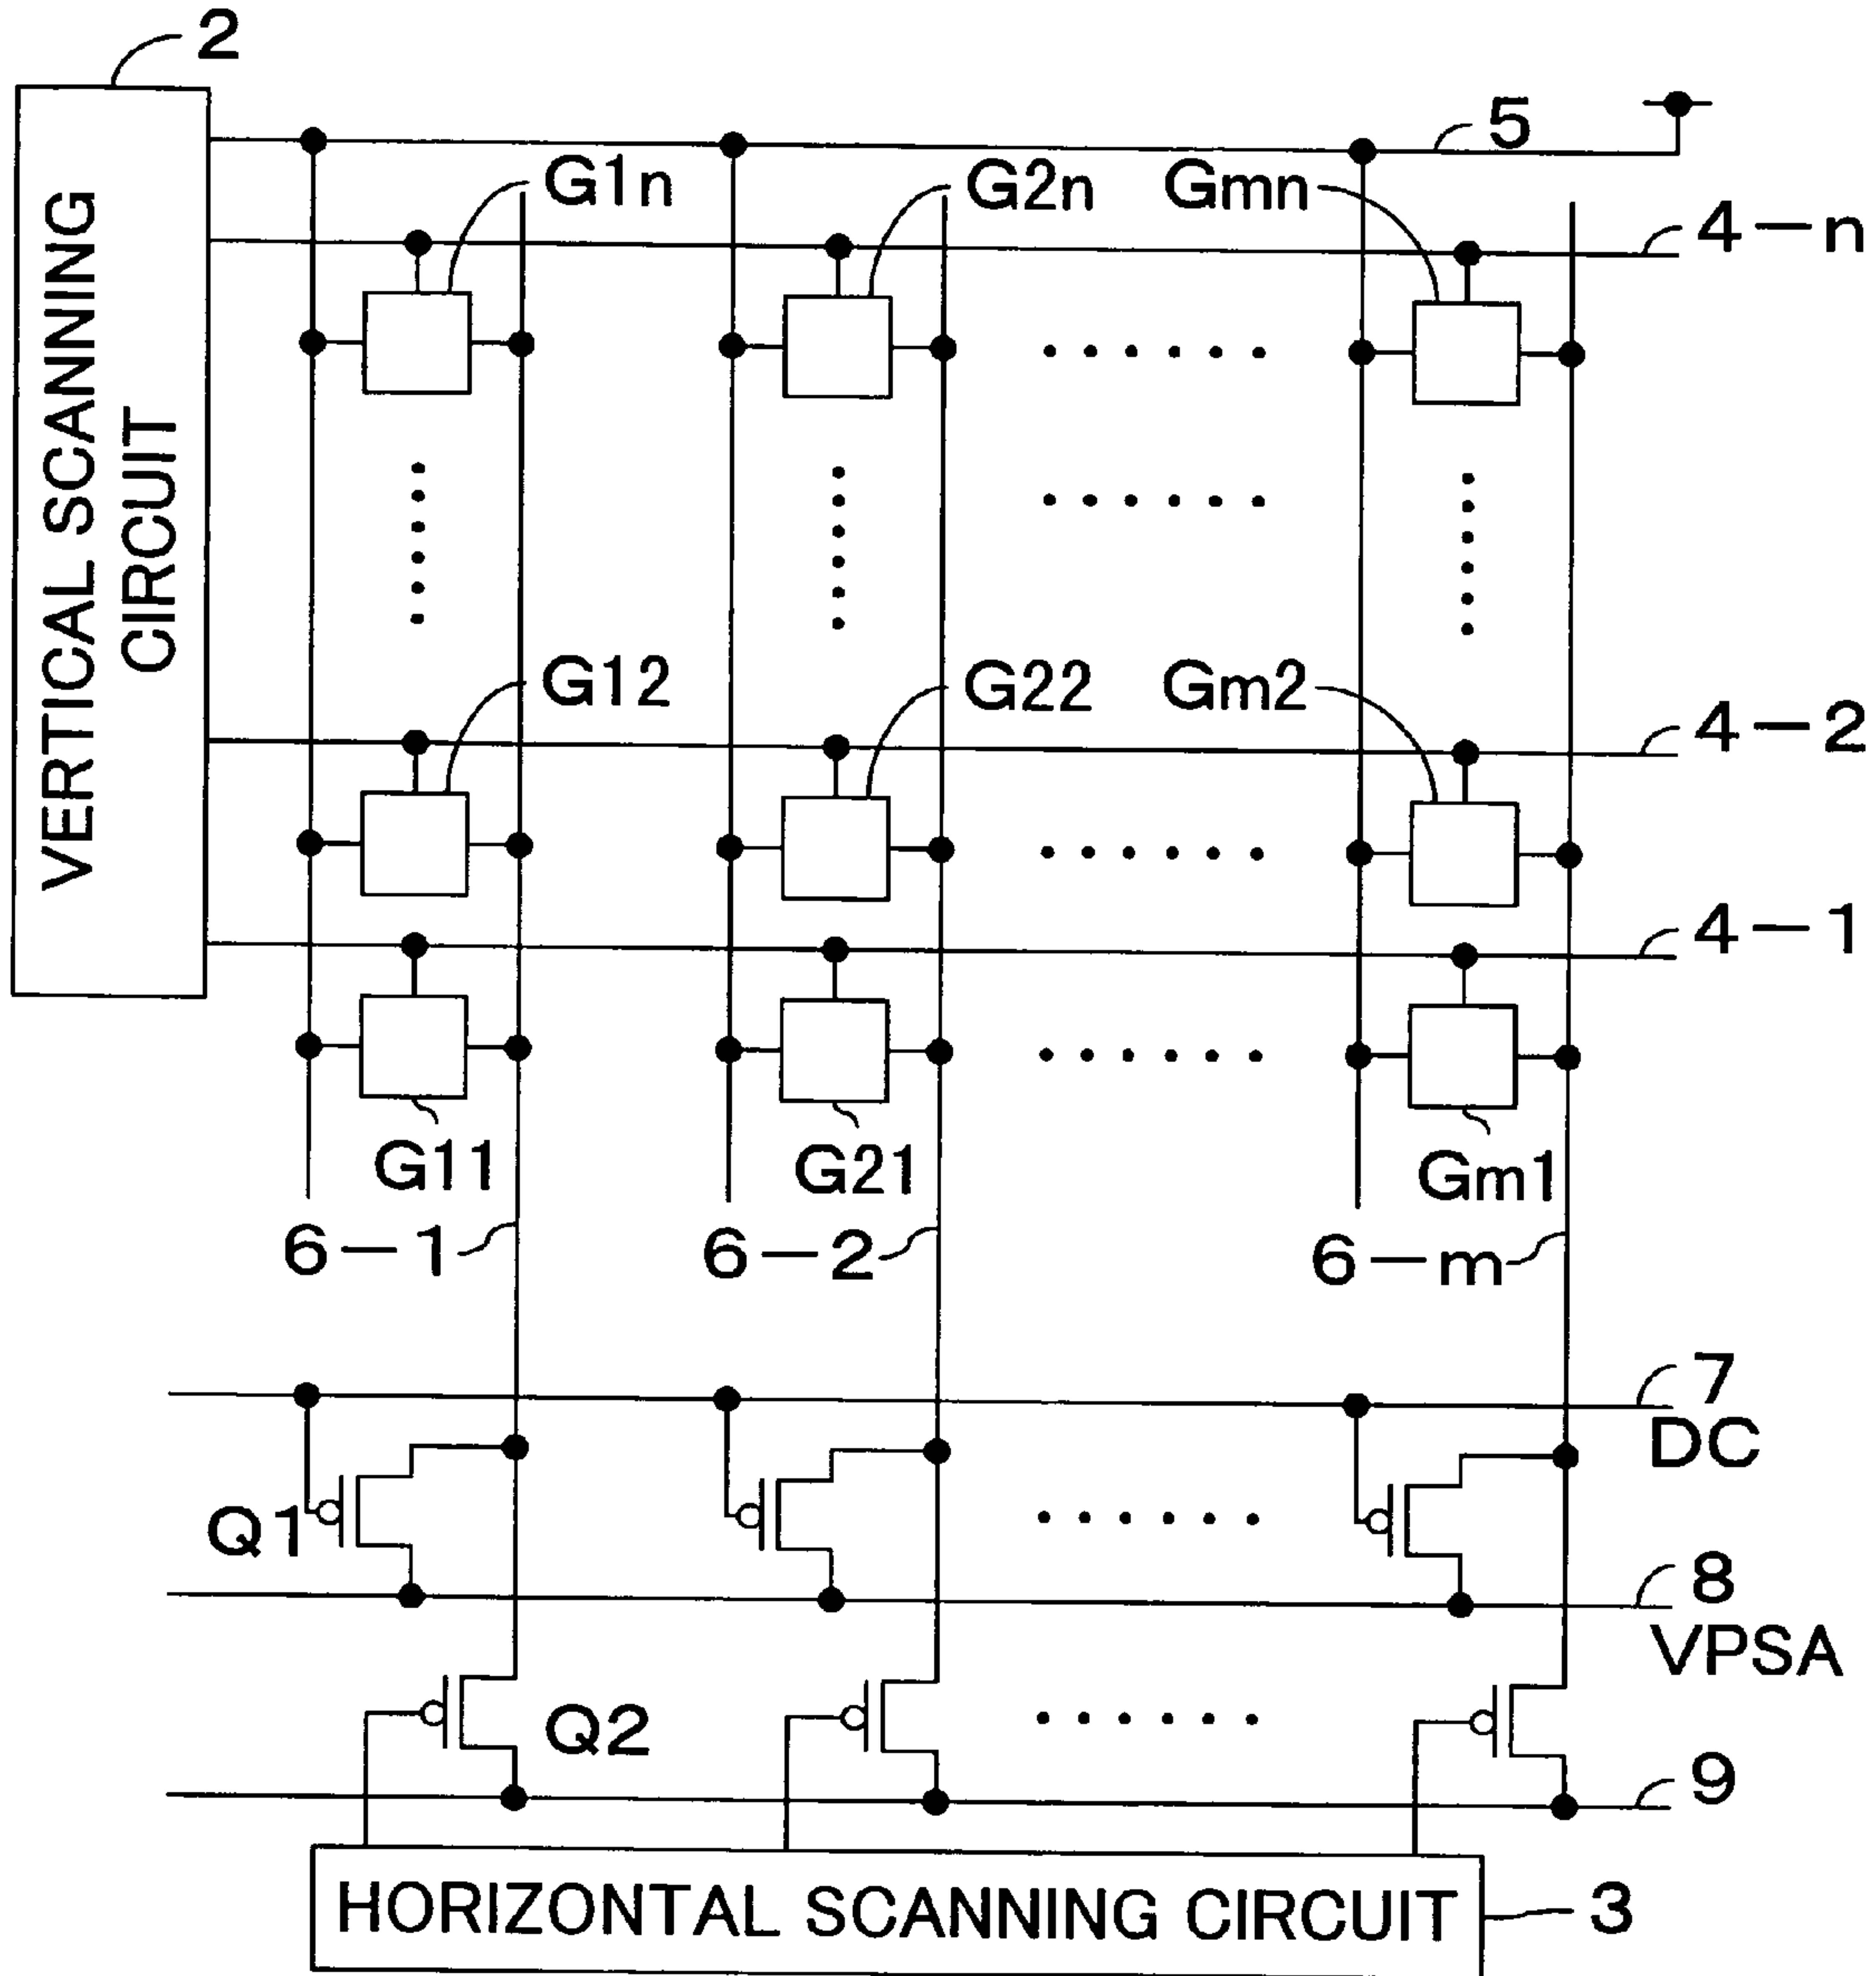 2
5
G1n
G2n
Gmn
4-n
VERTICAL SCANNING
CIRCUIT
G12
G22
Gm2
4-2
4-1
G11
G21
Gm1
6-1
6-2
6-m
7
DC
Q1
8
VPSA
Q2
9
HORIZONTAL SCANNING CIRCUIT
3